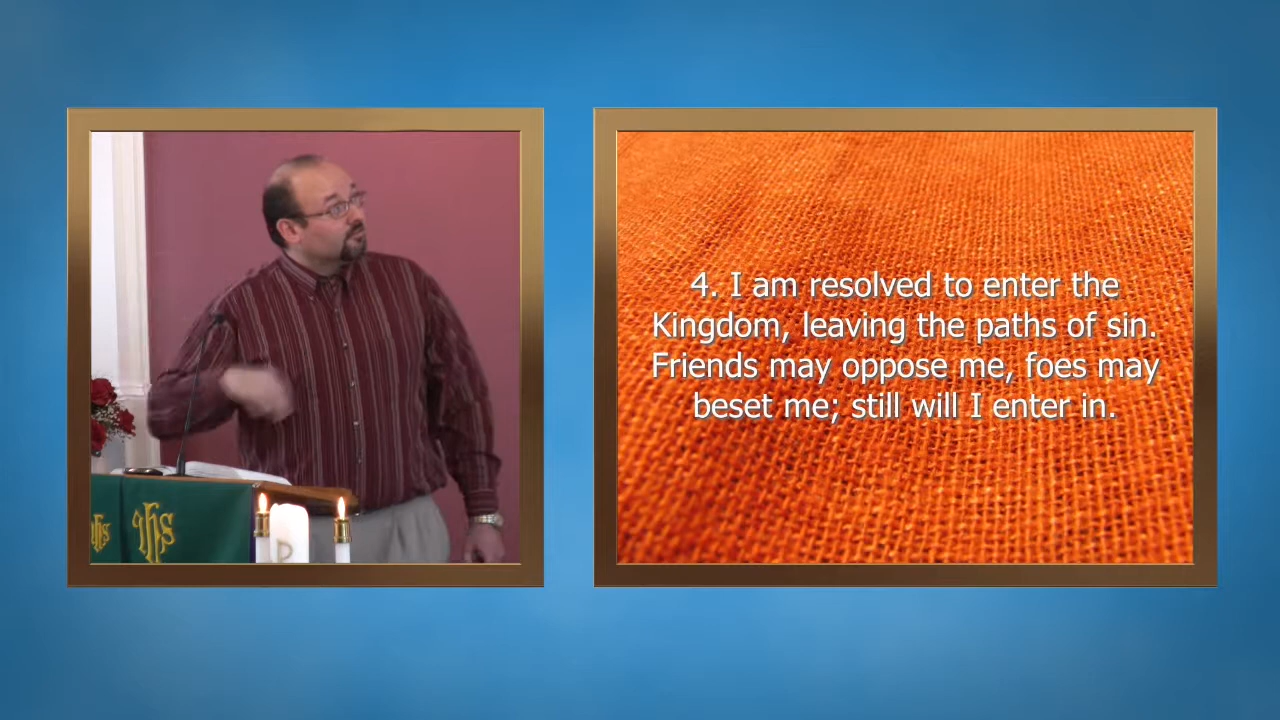 4. I am resolved to enter the
Kingdom, leaving the paths of sin.
Friends may oppose me, foes may
beset me; still will I enter in.
IHS
IHS